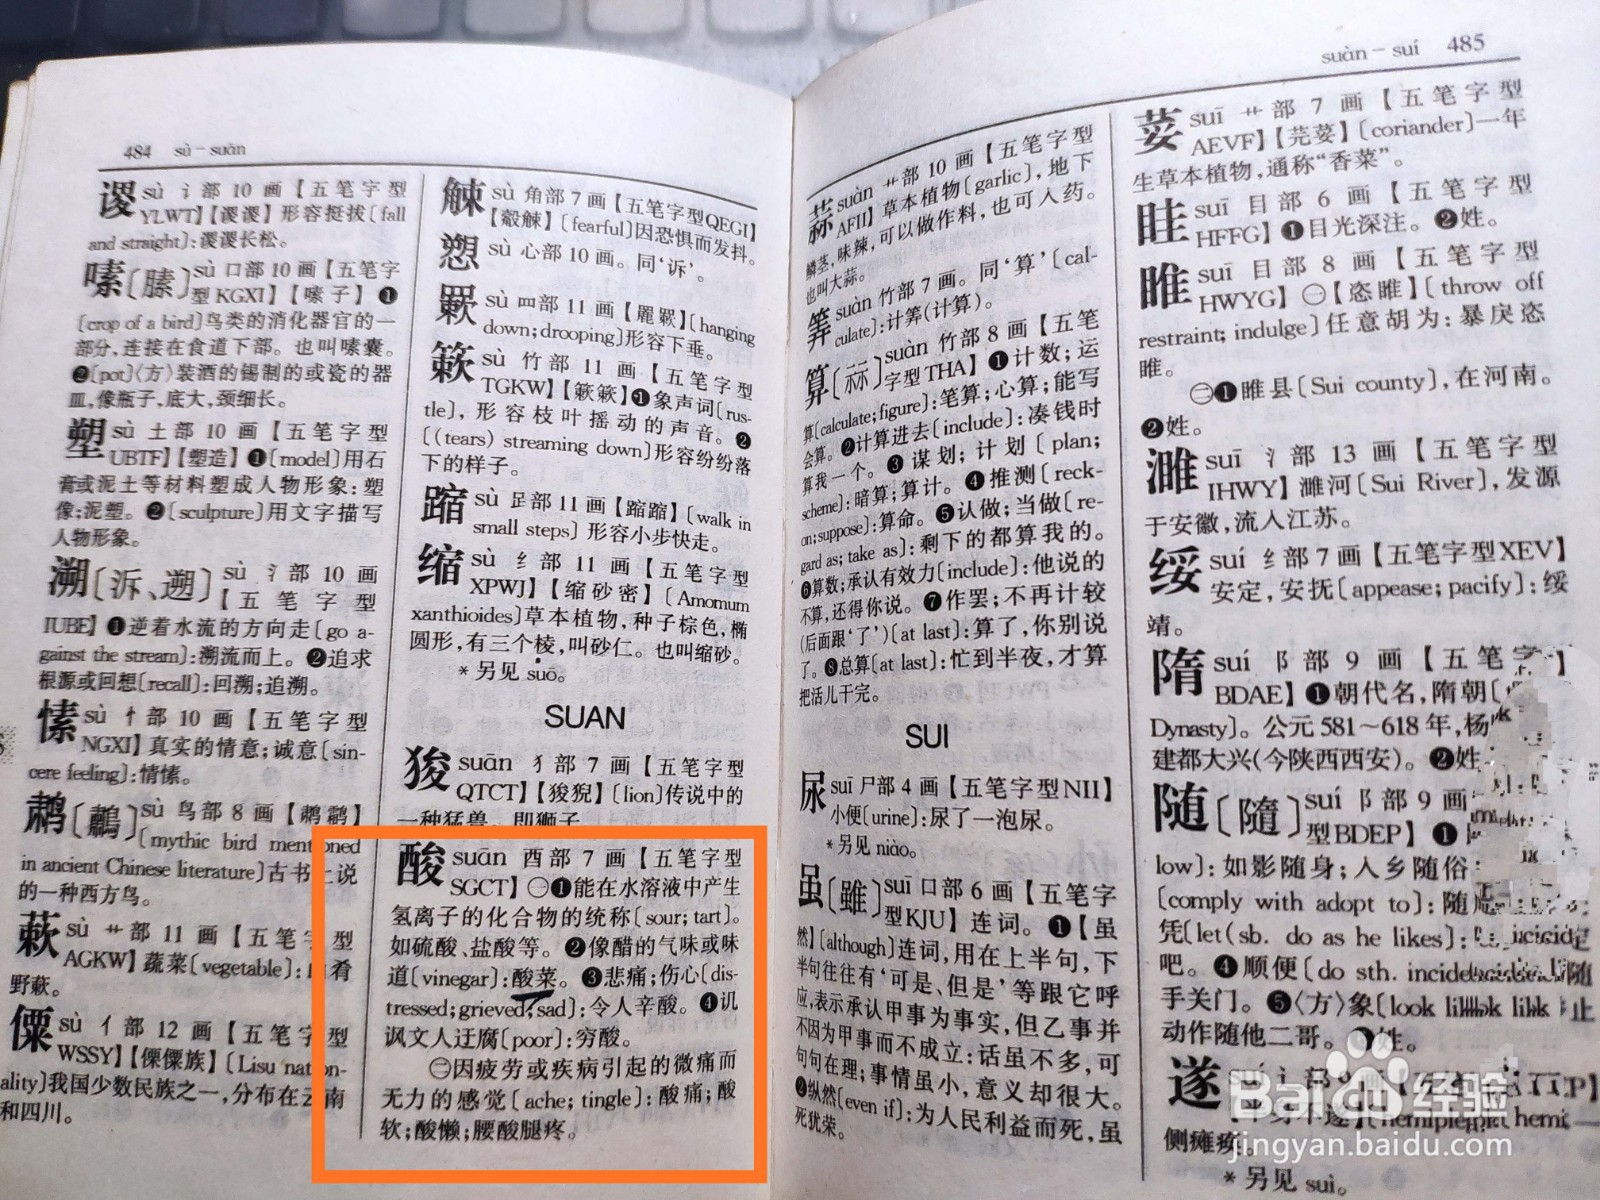 484 sù－suān
谡 sù 讠部 10 画【五笔字型
YLWT】【谡谡】形容挺拔〔fall
and straight〕:谡谡长松。
嗉〔膆〕sù 口部 10 画【五笔字
型KGXI】【嗉子】❶
〔crop of a bird〕鸟类的消化器官的一
部分,连接在食道下部。也叫嗉囊。
❷〔pot〕〈方〉装酒的锡制的或瓷的器
皿,像瓶子,底大,颈细长。
塑 sù 土部 10 画【五笔字型
UBTF】【塑造】❶〔model〕用石
膏或泥土等材料塑成人物形象:塑
像;泥塑。❷〔sculpture〕用文字描写
人物形象。
溯〔泝、遡〕sù 氵部 10 画
【五笔字型
IUBE】❶逆着水流的方向走〔go a-
gainst the stream〕:溯流而上。❷追求
根源或回想〔recall〕:回溯;追溯。
愫 sù 忄部 10 画【五笔字型
NGXI】真实的情意;诚意〔sin-
cere feeling〕:情愫。
鹔〔鷫〕sù 鸟部 8 画【鹔鹴】
〔mythic bird mentioned
in ancient Chinese literature〕古书上说
的一种西方鸟。
蔌 sù 艹部 11 画【五笔字型
AGKW】蔬菜〔vegetable〕:山肴
野蔌。
傈 sù 亻部 12 画【五笔字型
WSSY】【傈僳族】〔Lisu nation-
ality〕我国少数民族之一,分布在云南
和四川。
觫 sù 角部 7 画【五笔字型QEGI】
【觳觫】〔fearful〕因恐惧而发抖。
愬 sù 心部 10 画。同‘诉’。
sù 罒部 11 画〔hanging
down;drooping〕形容下垂。
簌 sù 竹部 11 画【五笔字型
TGKW】【簌簌】❶象声词〔rus-
tle〕,形容枝叶摇动的声音。❷
〔(tears) streaming down〕形容纷纷落
下的样子。
蹜 sù 足部 11 画【蹜蹜】〔walk in
small steps〕形容小步快走。
缩 sù 纟部 11 画【五笔字型
XPWJ】【缩砂密】〔Amomum
xanthioides〕草本植物,种子棕色,椭
圆形,有三个棱,叫砂仁。也叫缩砂。
*另见 suō。
SUAN
狻 suān 犭部 7 画【五笔字型
QTCT】【狻猊】〔lion〕传说中的
一种猛兽。即狮子。
酸 suān 酉部 7 画【五笔字型
SGCT】㊀❶能在水溶液中产生
氢离子的化合物的统称〔sour;tart〕。
如硫酸、盐酸等。❷像醋的气味或味
道〔vinegar〕:酸菜。❸悲痛;伤心〔dis-
tressed;grieved;sad〕:令人辛酸。❹讥
讽文人迂腐〔poor〕:穷酸。
㊁因疲劳或疾病引起的微痛而
无力的感觉〔ache;tingle〕:酸痛;酸
软;酸懒;腰酸腿疼。
suàn－suí 485
蒜 suàn 艹部 10 画【五笔字型
AFII】草本植物〔garlic〕,地下
鳞茎,味辣,可以做作料,也可入药。
也叫大蒜。
筭 suàn 竹部 7 画。同‘算’〔cal-
culate〕:计筭(计算)。
算〔祘〕suàn 竹部 8 画【五笔
字型THA】❶计数;运
算〔calculate;figure〕:笔算;心算;能写
会算。❷计算进去〔include〕:凑钱时
算我一个。❸谋划;计划〔plan;
scheme〕:暗算;算计。❹推测〔reck-
on;suppose〕:算命。❺认做;当做〔re-
gard as; take as〕:剩下的都算我的。
❻算数;承认有效力〔include〕:他说的
不算,还得你说。❼作罢;不再计较
(后面跟‘了’)〔at last〕:算了,你别说
了。❽总算〔at last〕:忙到半夜,才算
把活儿干完。
SUI
尿 suī 尸部 4 画【五笔字型NII】
小便〔urine〕:尿了一泡尿。
*另见 niào。
虽〔雖〕suī 口部 6 画【五笔字
型KJU】连词。❶【虽
然】〔although〕连词,用在上半句,下
半句往往有‘可是、但是’等跟它呼
应,表示承认甲事为事实,但乙事并
不因为甲事而不成立:话虽不多,可
句句在理;事情虽小,意义却很大。
❷纵然〔even if〕:为人民利益而死,虽
死犹荣。
荽 suī 艹部 7 画【五笔字型
AEVF】【芫荽】〔coriander〕一年
生草本植物,通称“香菜”。
眭 suī 目部 6 画【五笔字型
HFFG】❶目光深注。❷姓。
睢 suī 目部 8 画【五笔字型
HWYG】㊀【恣睢】〔throw off
restraint; indulge〕任意胡为:暴戾恣
睢。
㊁❶睢县〔Sui county〕,在河南。
❷姓。
濉 suī 氵部 13 画【五笔字型
IHWY】濉河〔Sui River〕,发源
于安徽,流入江苏。
绥 suí 纟部 7 画【五笔字型XEV】
安定,安抚〔appease; pacify〕:绥
靖。
隋 suí 阝部 9 画【五笔字
BDAE】❶朝代名,隋朝〔
Dynasty〕。公元 581～618 年,杨
建都大兴(今陕西西安)。❷姓
随〔隨〕suí 阝部 9 画
型BDEP】❶
low〕:如影随身;入乡随俗
〔comply with adopt to〕:随
凭〔let(sb. do as he likes〕:
吧。❹顺便〔do sth. 随
手关门。❺〈方〉象〔look 止
动作随他二哥。姓。
遂 suí 辶部 9 画
半身不遂
侧瘫痪。
*另见 suì。
Baidu经验
jingyan.baidu.com